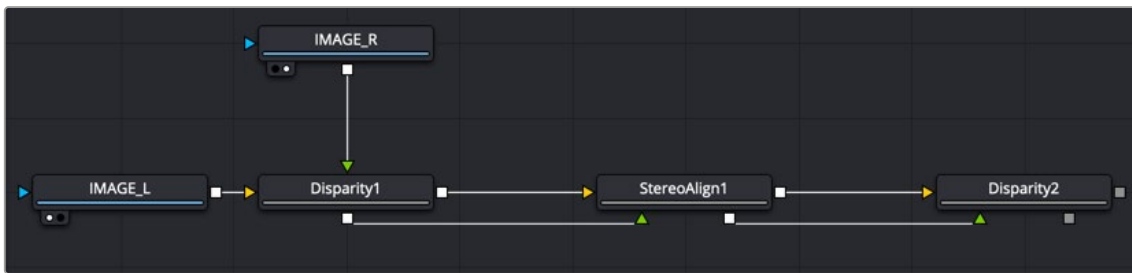 IMAGE_R
IMAGE_L
Disparity1
StereoAlign1
Disparity2